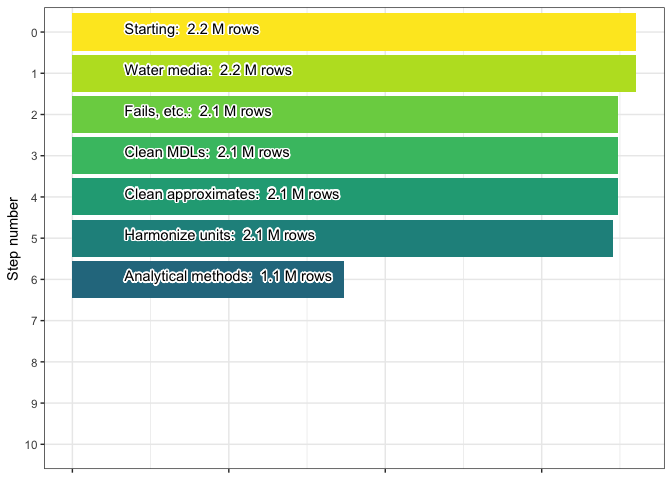 Step number
0
Starting:  2.2 M rows
1
Water media:  2.2 M rows
2
Fails, etc.:  2.1 M rows
3
Clean MDLs:  2.1 M rows
4
Clean approximates:  2.1 M rows
5
Harmonize units:  2.1 M rows
6
Analytical methods:  1.1 M rows
7
8
9
10